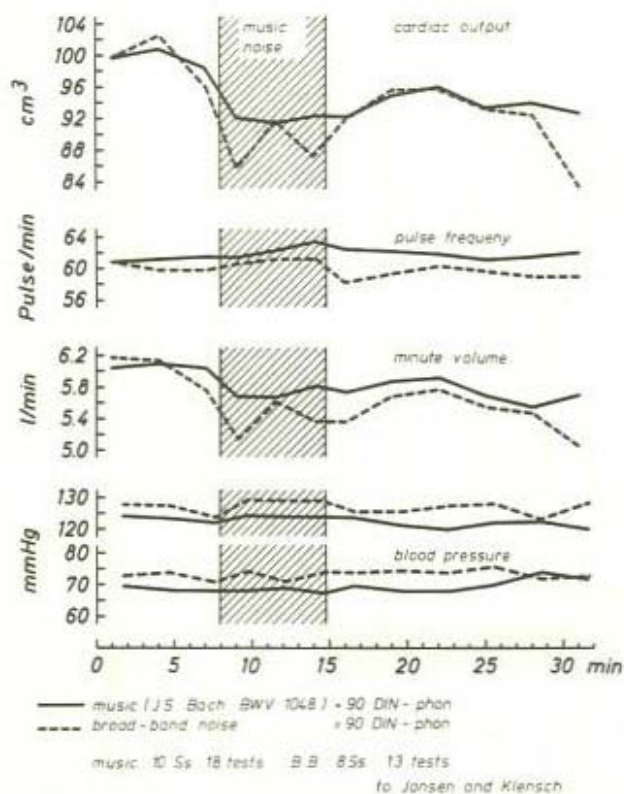 104
music
noise
cardiac output
100
96
cm³
92
88
84
64
pulse frequeny
Pulse/min
60
56
6.2
minute volume
5.8
l/min
5.4
5.0
130
120
mmHg
80
blood pressure
70
60
0 5 10 15 20 25 30 min
music (J.S. Bach BWV 1048) = 90 DIN-phon
broad-band noise = 90 DIN-phon
music 10 Ss 18 tests B.B 8Ss 13 tests
to Jansen and Klensch